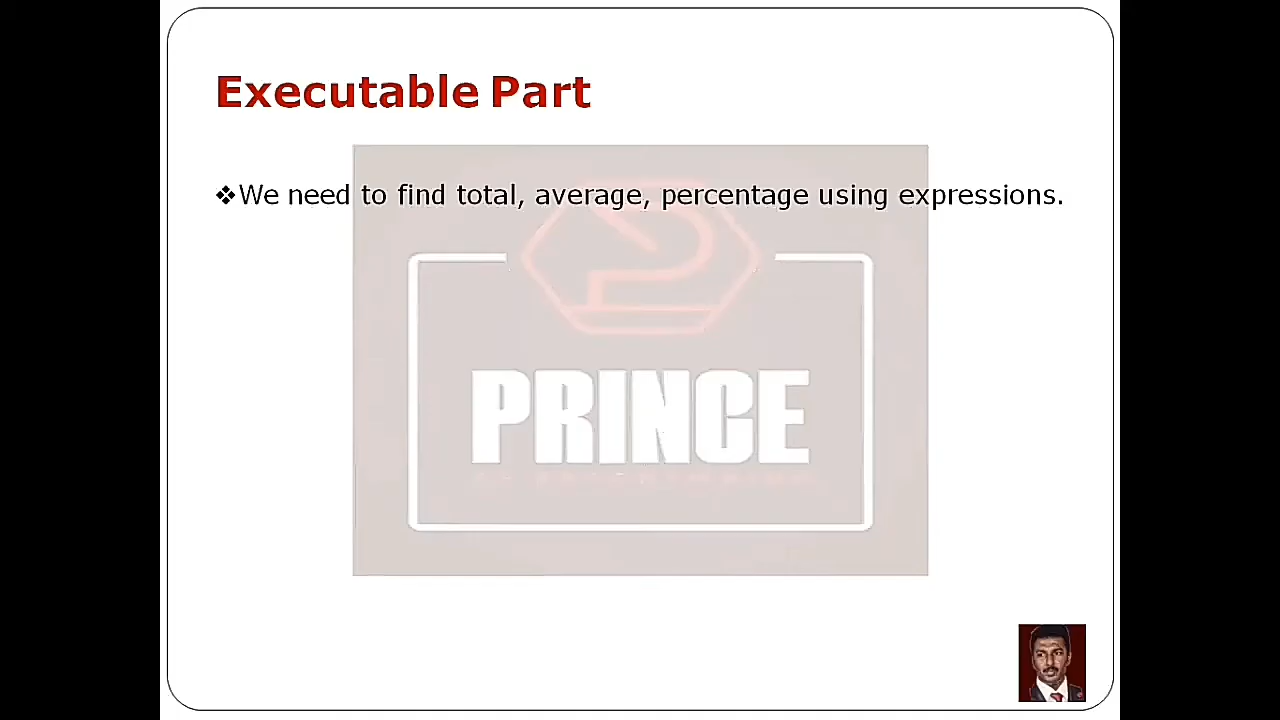 Executable Part
❖We need to find total, average, percentage using expressions.
PRINCE